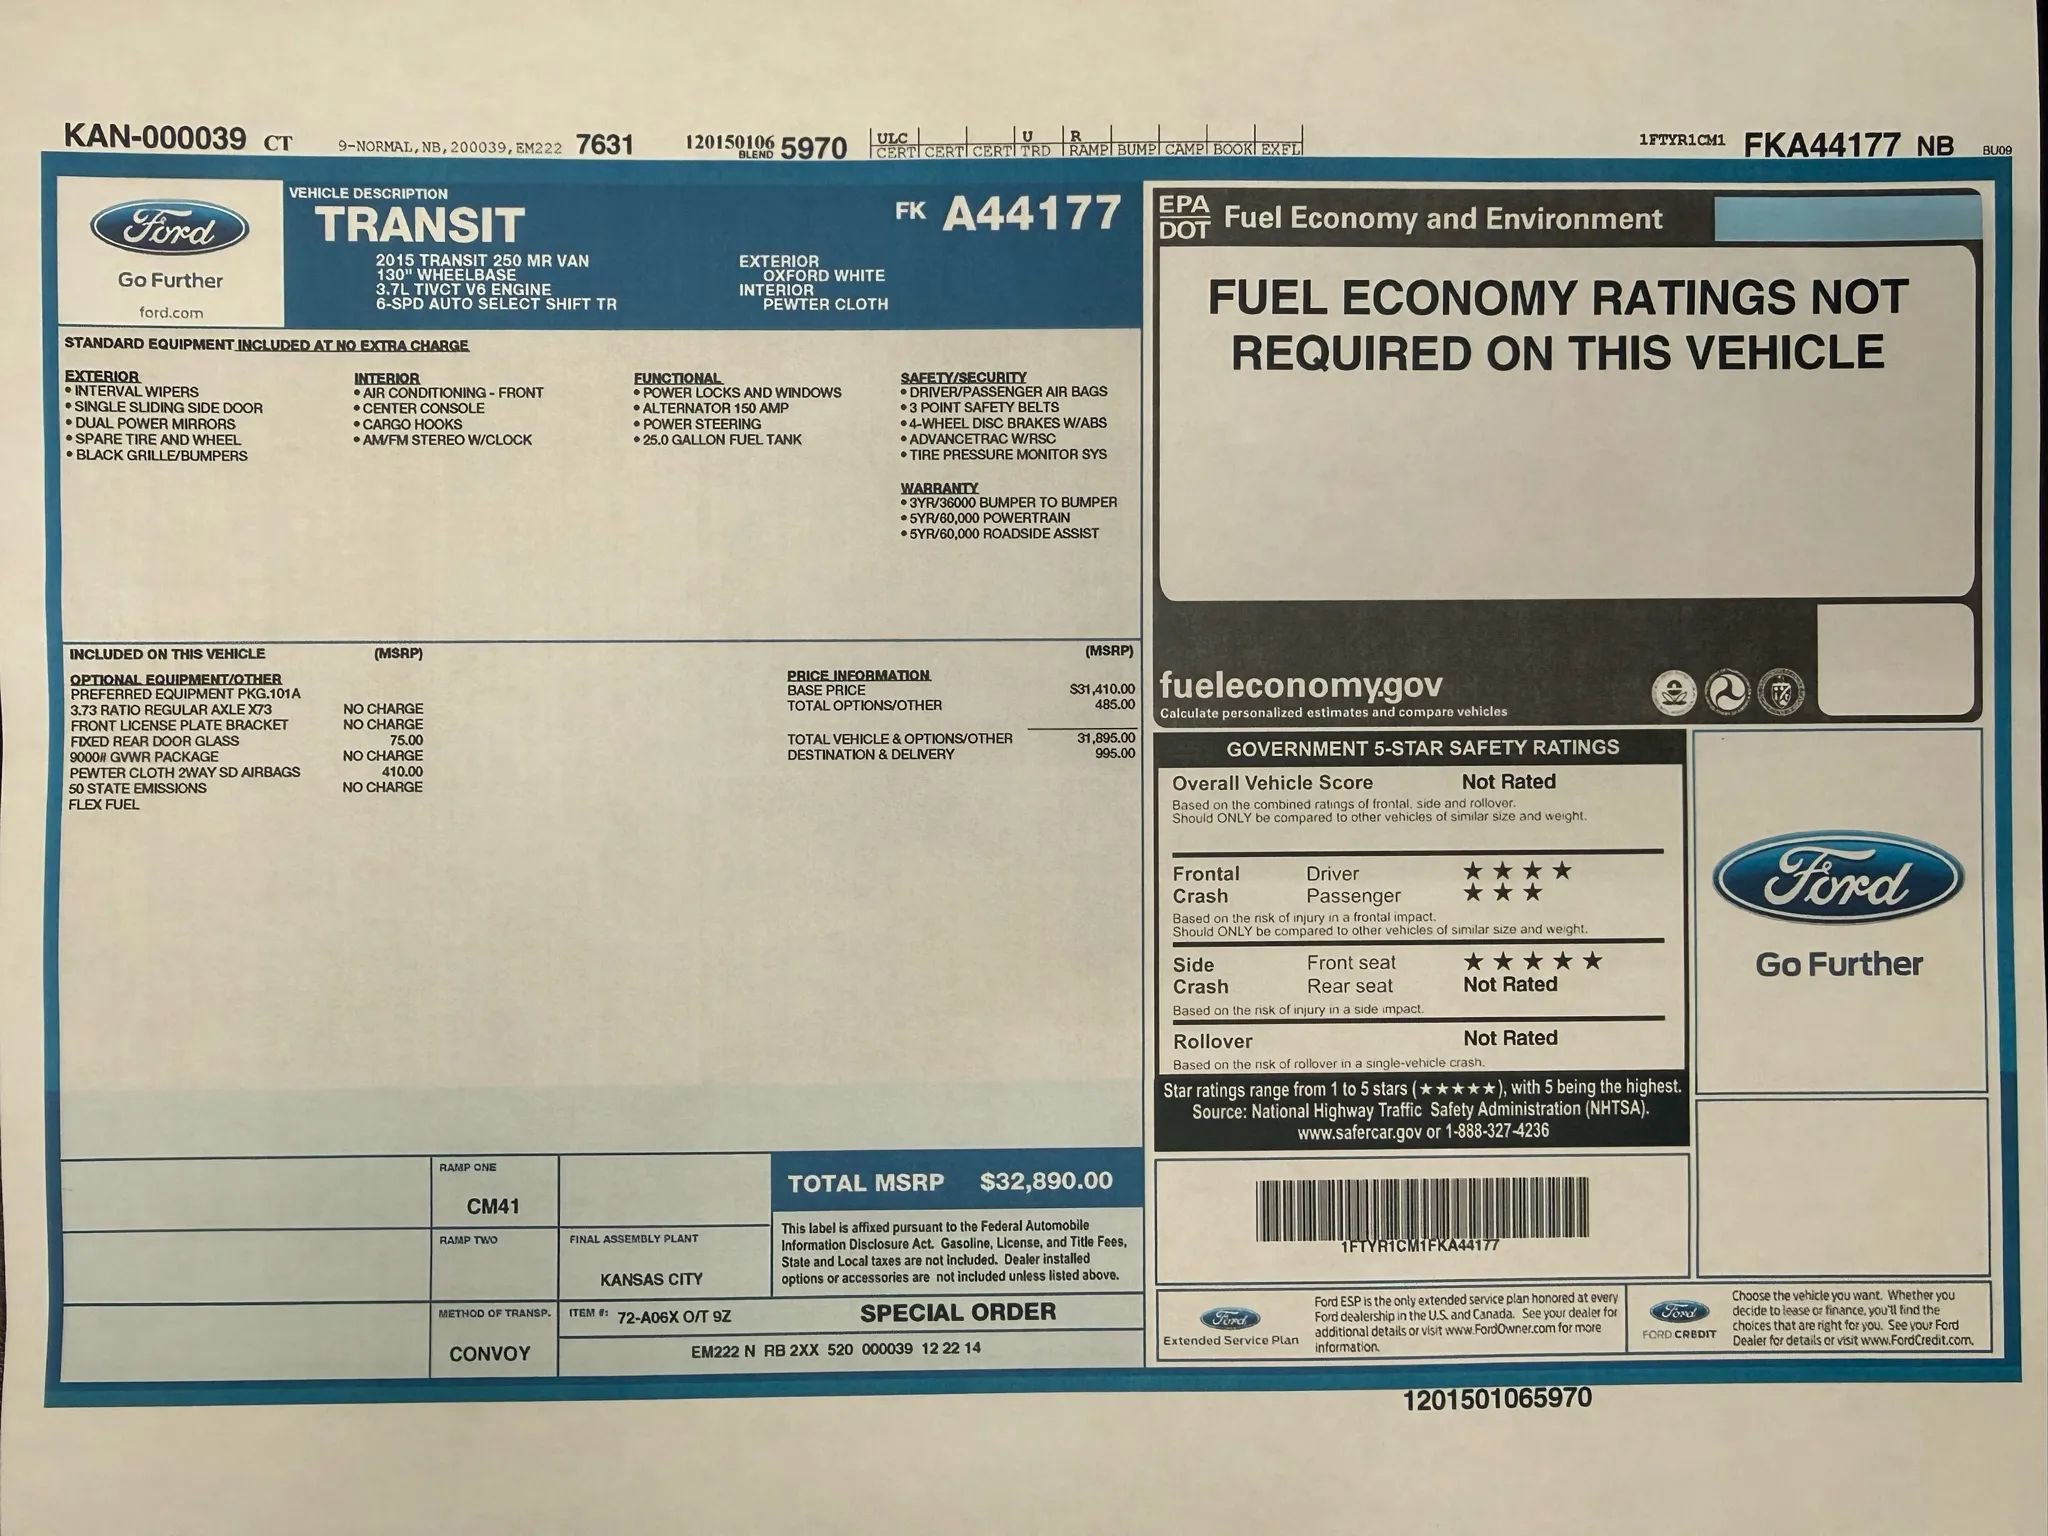 KAN-000039 CT 9-NORMAL,NB,200039,EM222 7631 120150106 BLEND 5970 ULC U R 1FTYR1CM1 FKA44177 NB BU09
CERT CERT CERT TRD RAMP BUMP CAMP BOOK EXFL
Ford
Go Further
ford.com
VEHICLE DESCRIPTION
TRANSIT
FK A44177
2015 TRANSIT 250 MR VAN
130" WHEELBASE
3.7L TIVCT V6 ENGINE
6-SPD AUTO SELECT SHIFT TR
EXTERIOR
OXFORD WHITE
INTERIOR
PEWTER CLOTH
STANDARD EQUIPMENT INCLUDED AT NO EXTRA CHARGE
EXTERIOR
• INTERVAL WIPERS
• SINGLE SLIDING SIDE DOOR
• DUAL POWER MIRRORS
• SPARE TIRE AND WHEEL
• BLACK GRILLE/BUMPERS
INTERIOR
• AIR CONDITIONING - FRONT
• CENTER CONSOLE
• CARGO HOOKS
• AM/FM STEREO W/CLOCK
FUNCTIONAL
• POWER LOCKS AND WINDOWS
• ALTERNATOR 150 AMP
• POWER STEERING
• 25.0 GALLON FUEL TANK
SAFETY/SECURITY
• DRIVER/PASSENGER AIR BAGS
• 3 POINT SAFETY BELTS
• 4-WHEEL DISC BRAKES W/ABS
• ADVANCETRAC W/RSC
• TIRE PRESSURE MONITOR SYS
WARRANTY
• 3YR/36000 BUMPER TO BUMPER
• 5YR/60,000 POWERTRAIN
• 5YR/60,000 ROADSIDE ASSIST
INCLUDED ON THIS VEHICLE (MSRP)
OPTIONAL EQUIPMENT/OTHER
PREFERRED EQUIPMENT PKG.101A
3.73 RATIO REGULAR AXLE X73 NO CHARGE
FRONT LICENSE PLATE BRACKET NO CHARGE
FIXED REAR DOOR GLASS 75.00
9000# GVWR PACKAGE NO CHARGE
PEWTER CLOTH 2WAY SD AIRBAGS 410.00
50 STATE EMISSIONS NO CHARGE
FLEX FUEL
(MSRP)
PRICE INFORMATION
BASE PRICE $31,410.00
TOTAL OPTIONS/OTHER 485.00
TOTAL VEHICLE & OPTIONS/OTHER 31,895.00
DESTINATION & DELIVERY 995.00
RAMP ONE
CM41
RAMP TWO
METHOD OF TRANSP.
CONVOY
FINAL ASSEMBLY PLANT
KANSAS CITY
TOTAL MSRP $32,890.00
This label is affixed pursuant to the Federal Automobile
Information Disclosure Act. Gasoline, License, and Title Fees,
State and Local taxes are not included. Dealer installed
options or accessories are not included unless listed above.
ITEM #: 72-A06X O/T 9Z SPECIAL ORDER
EM222 N RB 2XX 520 000039 12 22 14
EPA
DOT
Fuel Economy and Environment
FUEL ECONOMY RATINGS NOT
REQUIRED ON THIS VEHICLE
fueleconomy.gov
Calculate personalized estimates and compare vehicles
GOVERNMENT 5-STAR SAFETY RATINGS
Overall Vehicle Score Not Rated
Based on the combined ratings of frontal, side and rollover.
Should ONLY be compared to other vehicles of similar size and weight.
Frontal Driver ★ ★ ★ ★
Crash Passenger ★ ★ ★
Based on the risk of injury in a frontal impact.
Should ONLY be compared to other vehicles of similar size and weight.
Side Front seat ★ ★ ★ ★ ★
Crash Rear seat Not Rated
Based on the risk of injury in a side impact.
Rollover Not Rated
Based on the risk of rollover in a single-vehicle crash.
Star ratings range from 1 to 5 stars (★★★★★), with 5 being the highest.
Source: National Highway Traffic Safety Administration (NHTSA).
www.safercar.gov or 1-888-327-4236
Ford
Go Further
1FTYR1CM1FKA44177
Ford
Extended Service Plan
Ford ESP is the only extended service plan honored at every
Ford dealership in the U.S. and Canada. See your dealer for
additional details or visit www.FordOwner.com for more
information.
Ford
FORD CREDIT
Choose the vehicle you want. Whether you
decide to lease or finance, you'll find the
choices that are right for you. See your Ford
Dealer for details or visit www.FordCredit.com.
1201501065970